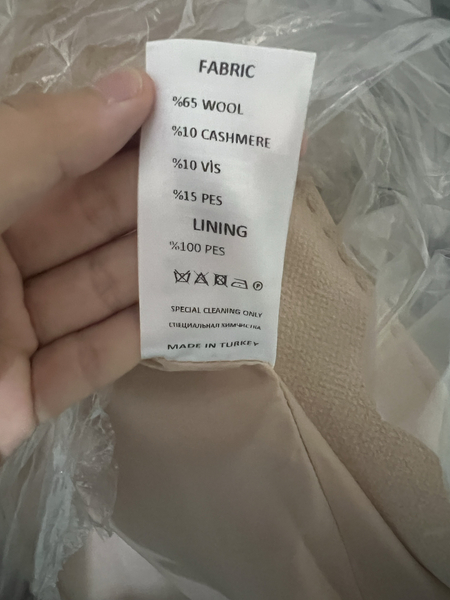 FABRIC
%65 WOOL
%10 CASHMERE
%10 VİS
%15 PES
LINING
%100 PES
P
SPECIAL CLEANING ONLY
СПЕЦИАЛЬНАЯ ХИМЧИСТКА
MADE IN TURKEY